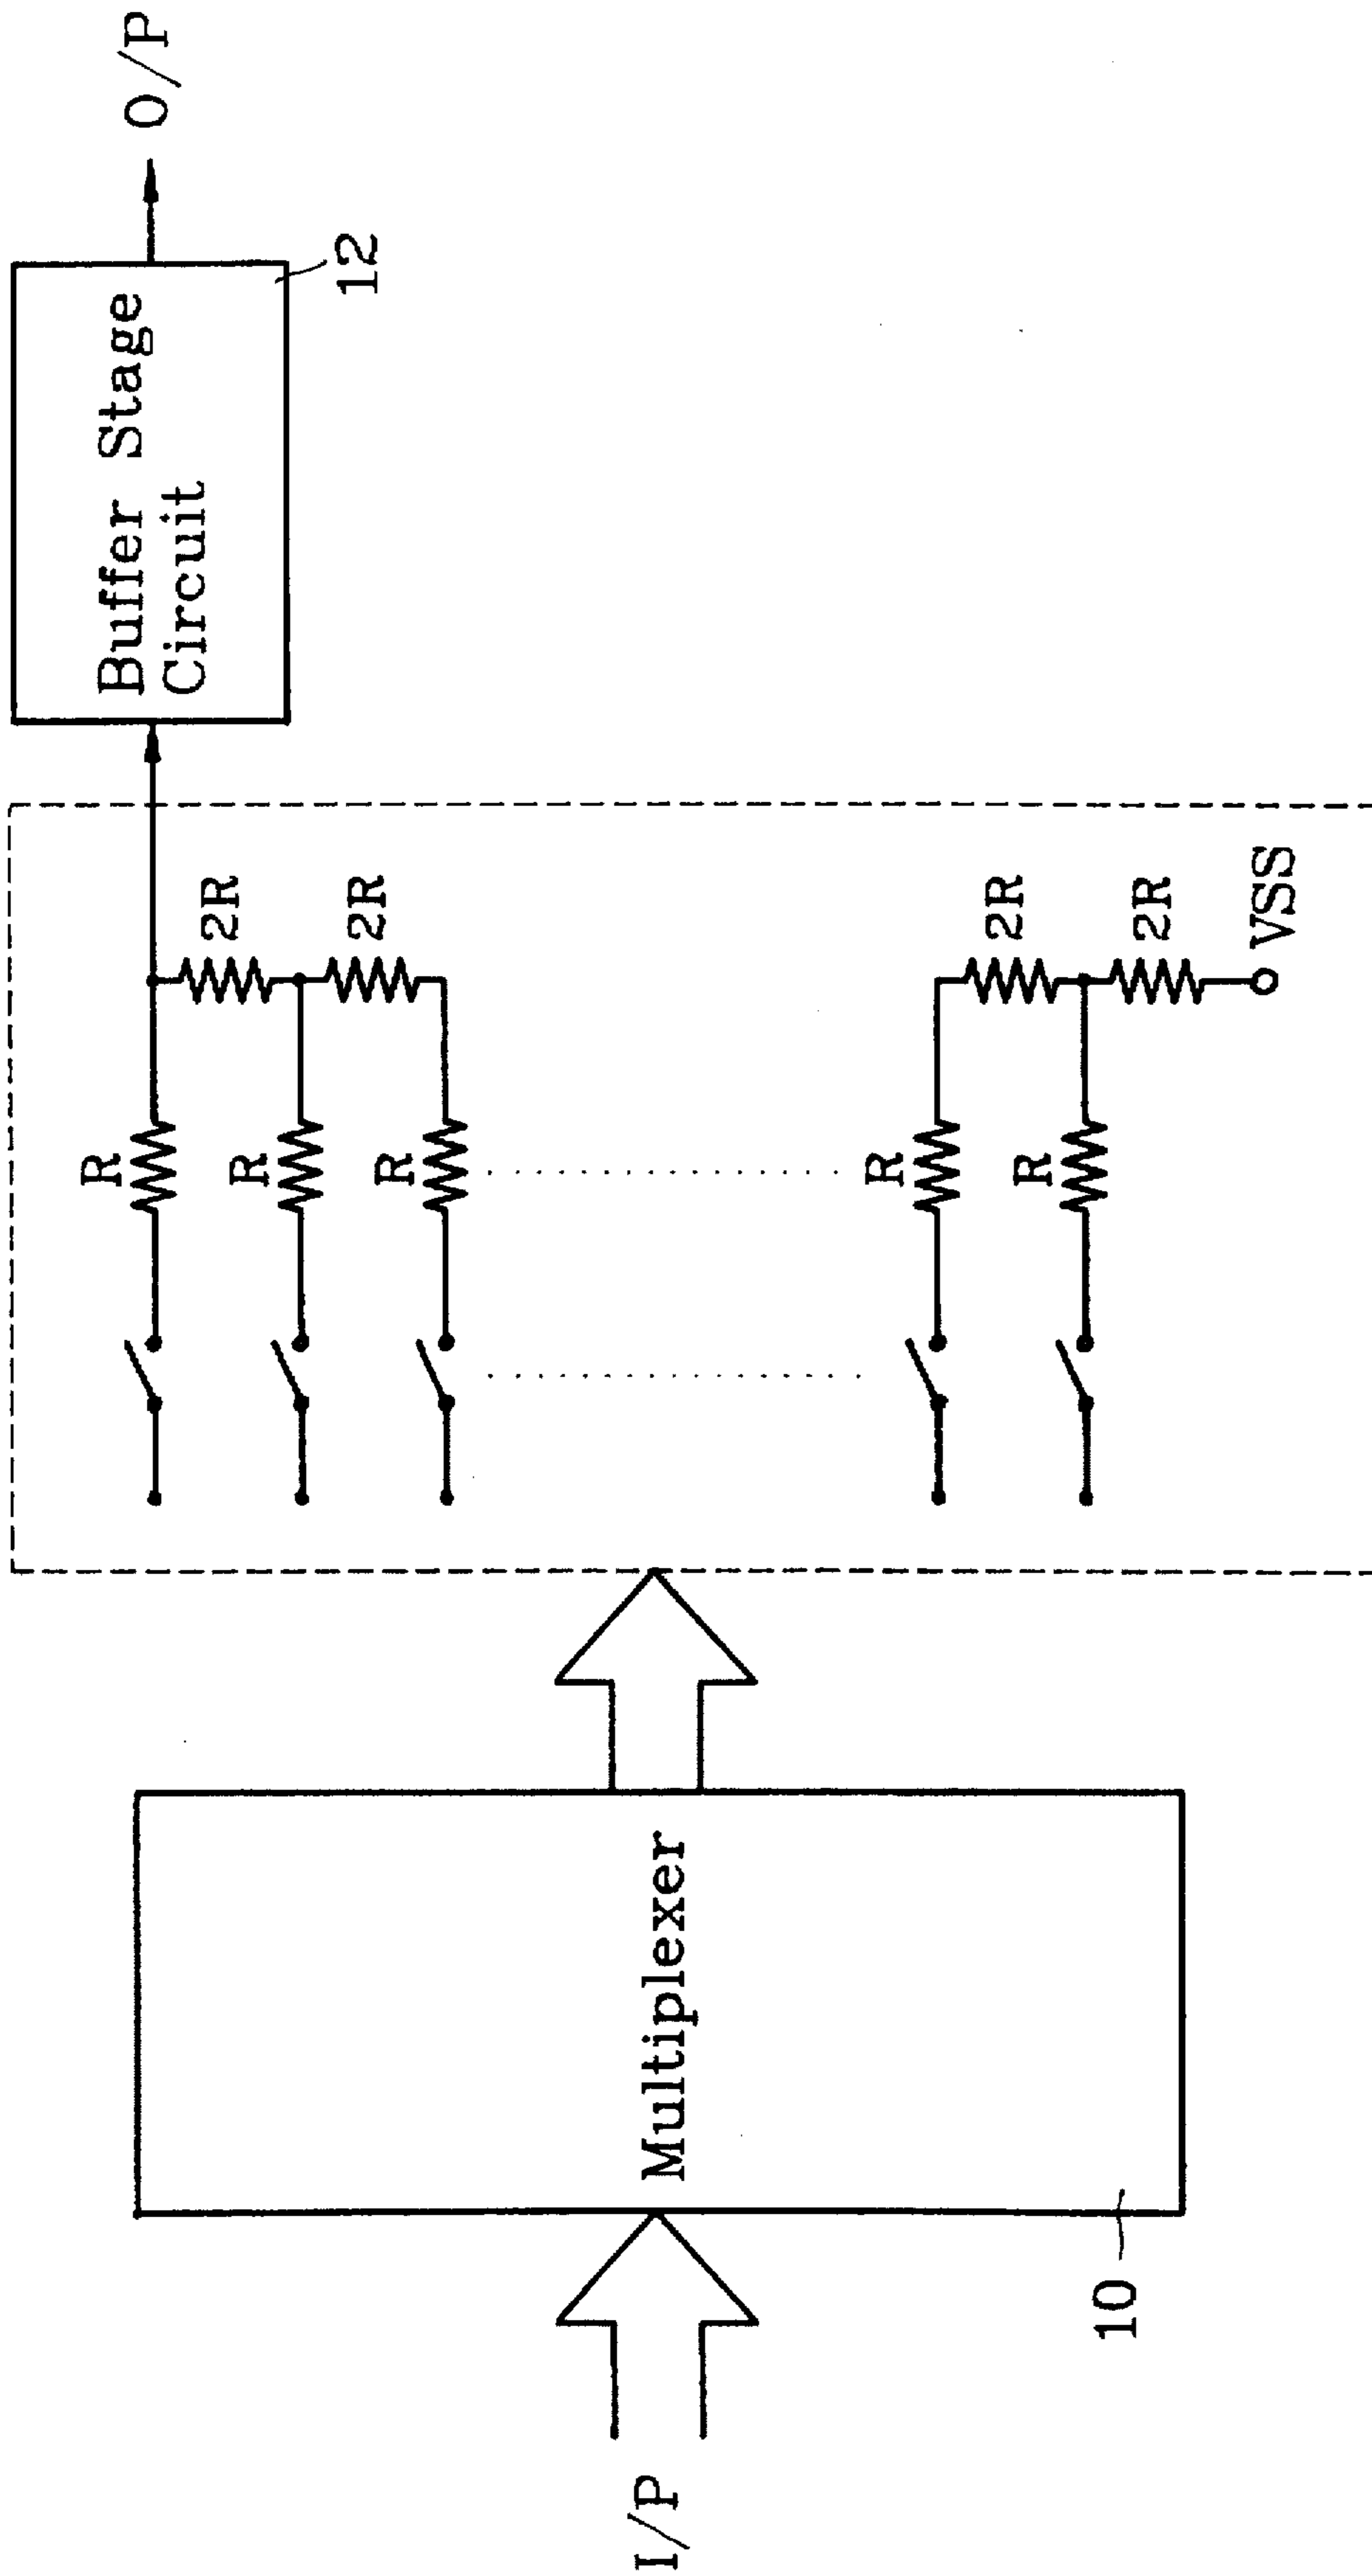 I/P
Multiplexer
10
R
R
R
R
R
2R
2R
2R
2R
VSS
Buffer Stage
Circuit
12
O/P